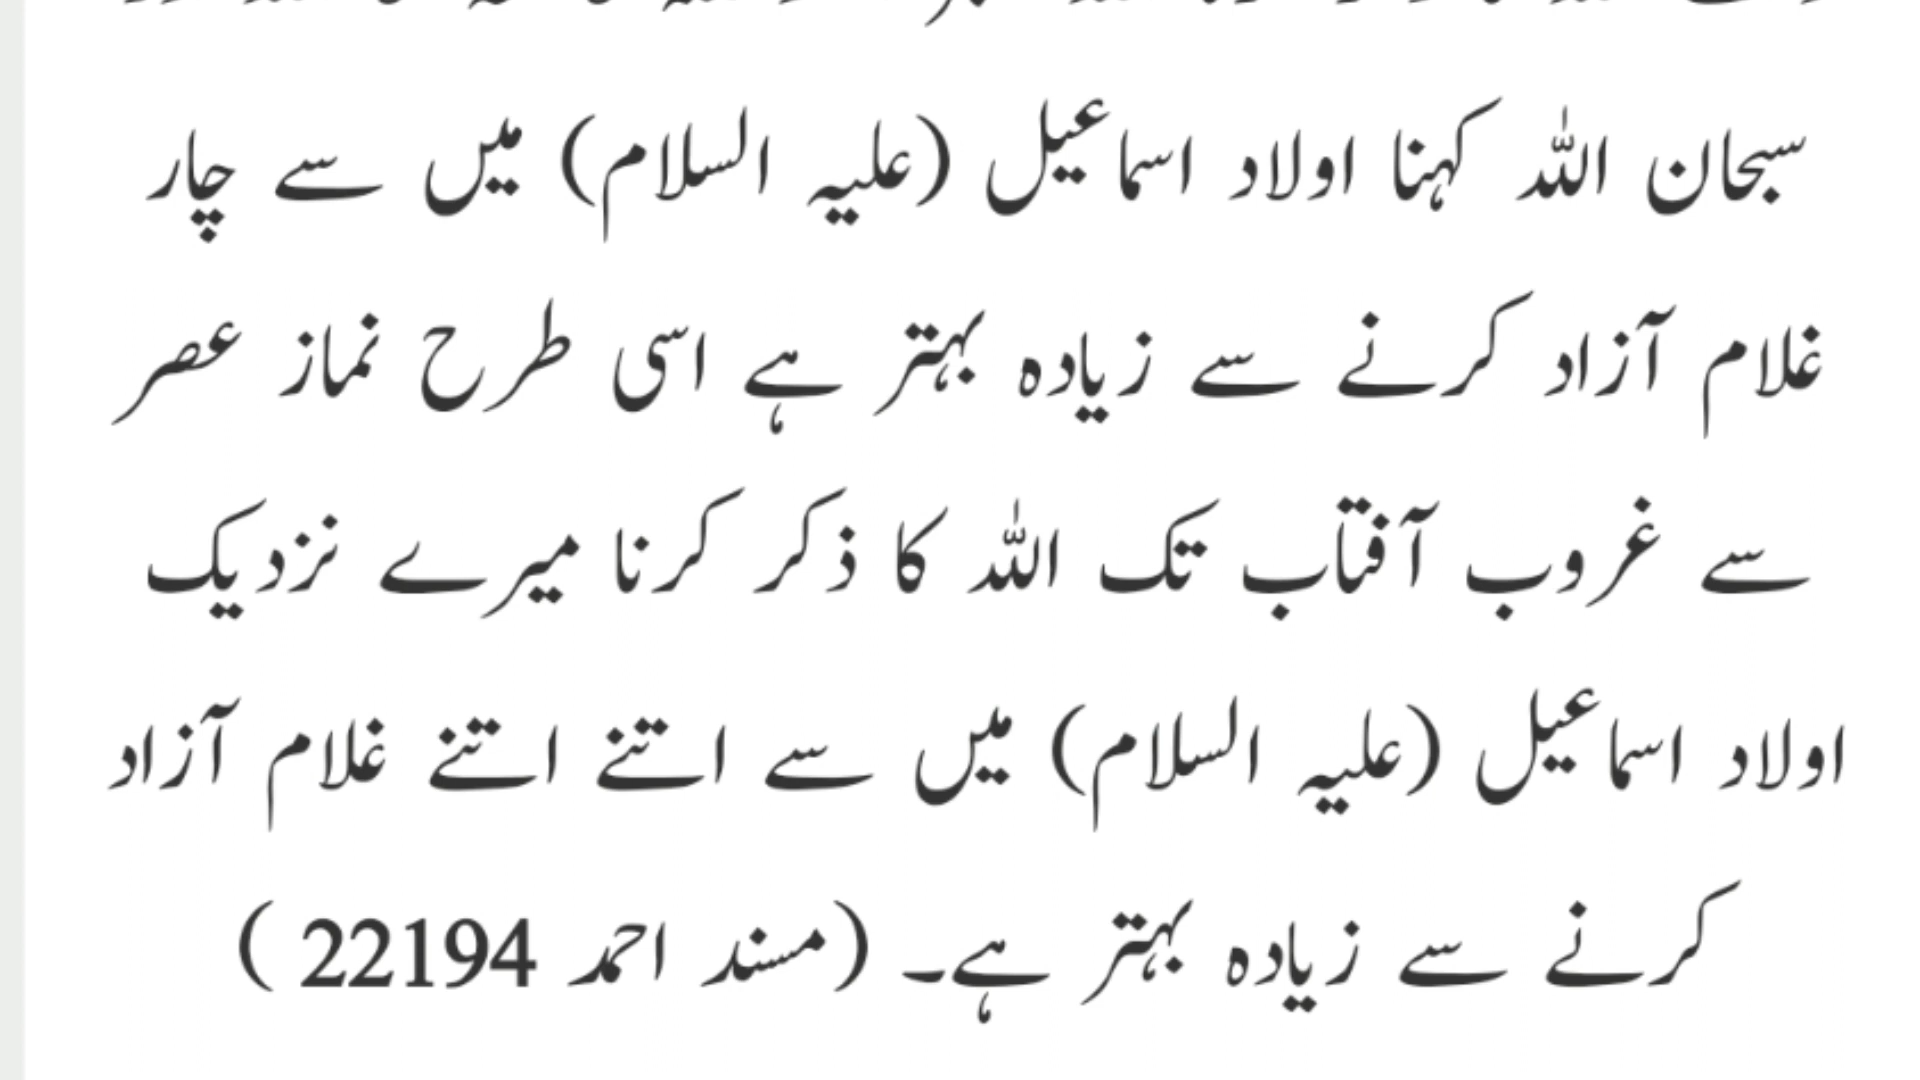 سبحان اللہ کہنا اولاد اسماعیل (علیہ السلام) میں سے چار
غلام آزاد کرنے سے زیادہ بہتر ہے اسی طرح نماز عصر
سے غروب آفتاب تک اللہ کا ذکر کرنا میرے نزدیک
اولاد اسماعیل (علیہ السلام) میں سے اتنے اتنے غلام آزاد
کرنے سے زیادہ بہتر ہے۔ (مسند احمد 22194 )